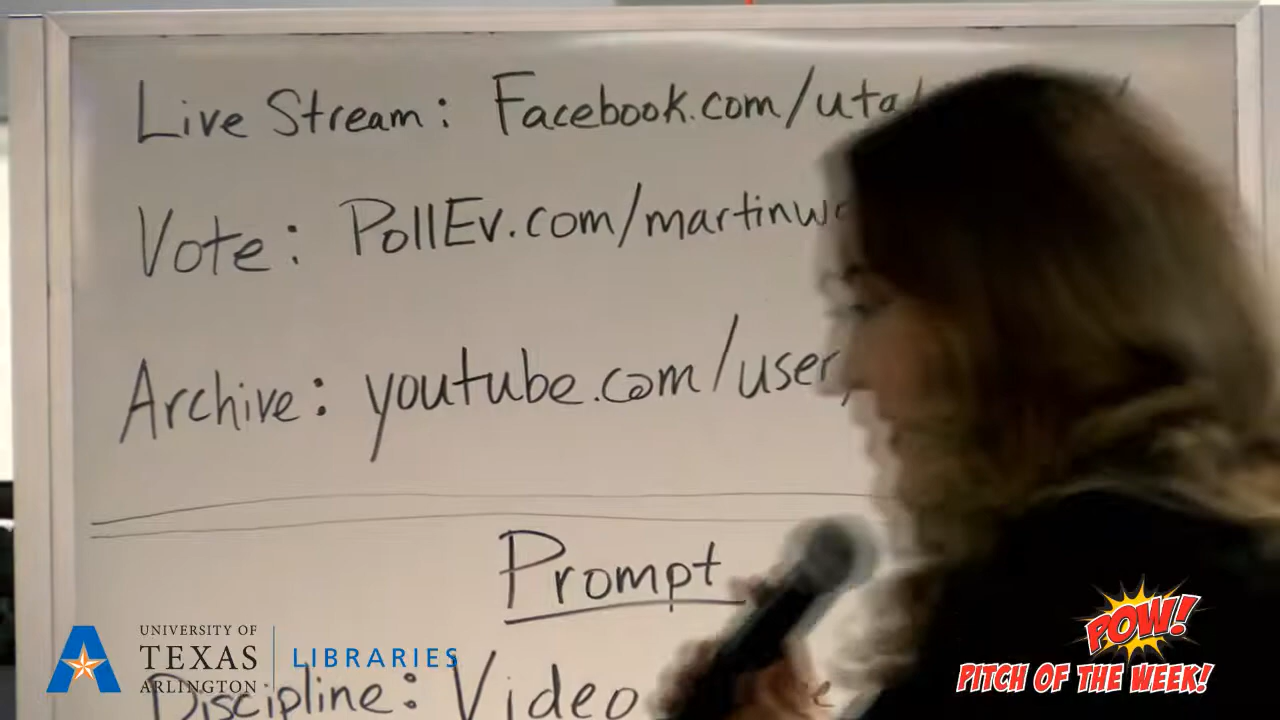 Live Stream: Facebook.com/uta
Vote: PollEv.com/martinw
Archive: youtube.com/user/
Prompt
Discipline: Video
UNIVERSITY OF
TEXAS
ARLINGTON
LIBRARIES
POW!
PITCH OF THE WEEK!